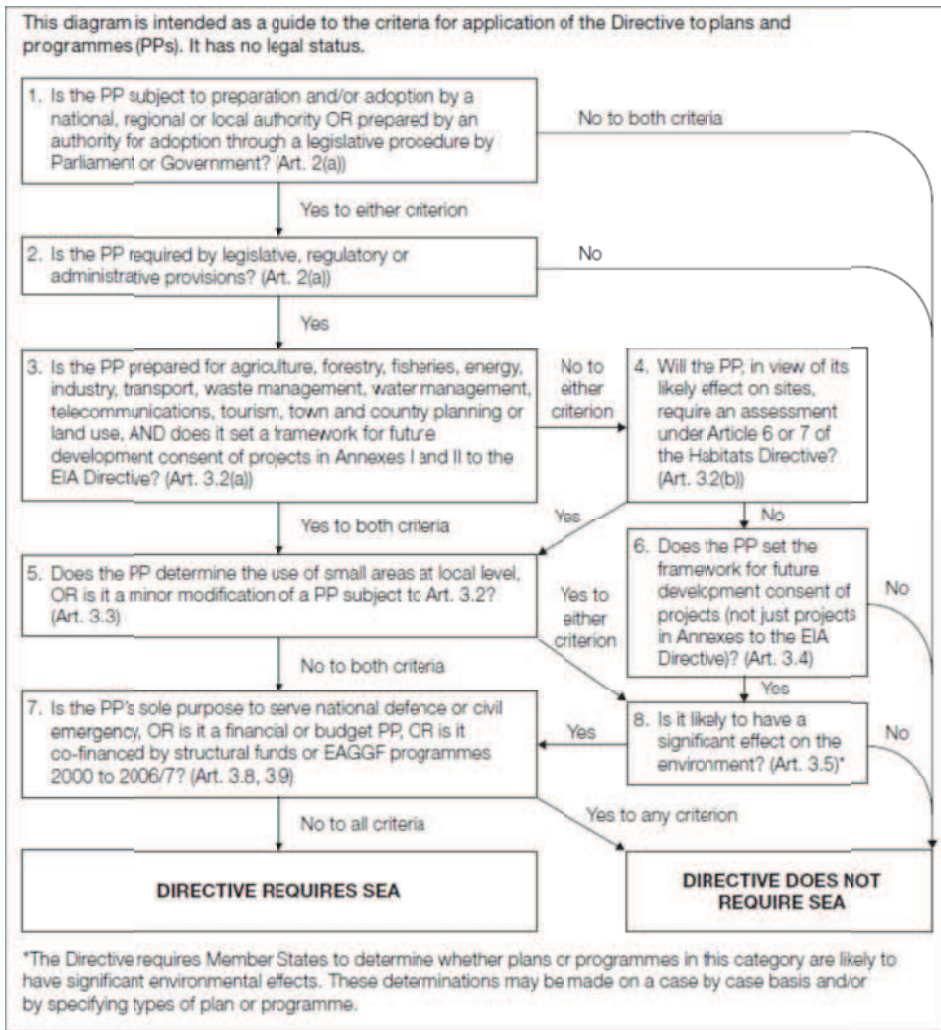 This diagram is intended as a guide to the criteria for application of the Directive to plans and
programmes (PPs). It has no legal status.
1. Is the PP subject to preparation and/or adoption by a
national, regional or local authority OR prepared by an
authority for adoption through a legislative procedure by
Parliament or Government? (Art. 2(a))
No to both criteria
Yes to either criterion
2. Is the PP required by legislative, regulatory or
administrative provisions? (Art. 2(a))
No
Yes
3. Is the PP prepared for agriculture, forestry, fisheries, energy,
industry, transport, waste management, water management,
telecommunications, tourism, town and country planning or
land use, AND does it set a framework for future
development consent of projects in Annexes I and II to the
EIA Directive? (Art. 3.2(a))
No to
either
criterion
4. Will the PP, in view of its
likely effect on sites,
require an assessment
under Article 6 or 7
of the Habitats Directive?
(Art. 3.2(b))
Yes to both criteria
Yes
No
5. Does the PP determine the use of small areas at local level,
OR is it a minor modification of a PP subject to Art. 3.2?
(Art. 3.3)
Yes to
either
criterion
6. Does the PP set the
framework for future
development consent of
projects (not just projects
in Annexes to the EIA
Directive)? (Art. 3.4)
No
No to both criteria
Yes
7. Is the PP's sole purpose to serve national defence or civil
emergency, OR is it a financial or budget PP, OR is it
co-financed by structural funds or EAGGF programmes
2000 to 2006/7? (Art. 3.8, 3.9)
Yes
8. Is it likely to have a
significant effect on the
environment? (Art. 3.5)*
No
No to all criteria
Yes to any criterion
DIRECTIVE REQUIRES SEA
DIRECTIVE DOES NOT
REQUIRE SEA
*The Directive requires Member States to determine whether plans or programmes in this category are likely to
have significant environmental effects. These determinations may be made on a case by case basis and/or
by specifying types of plan or programme.